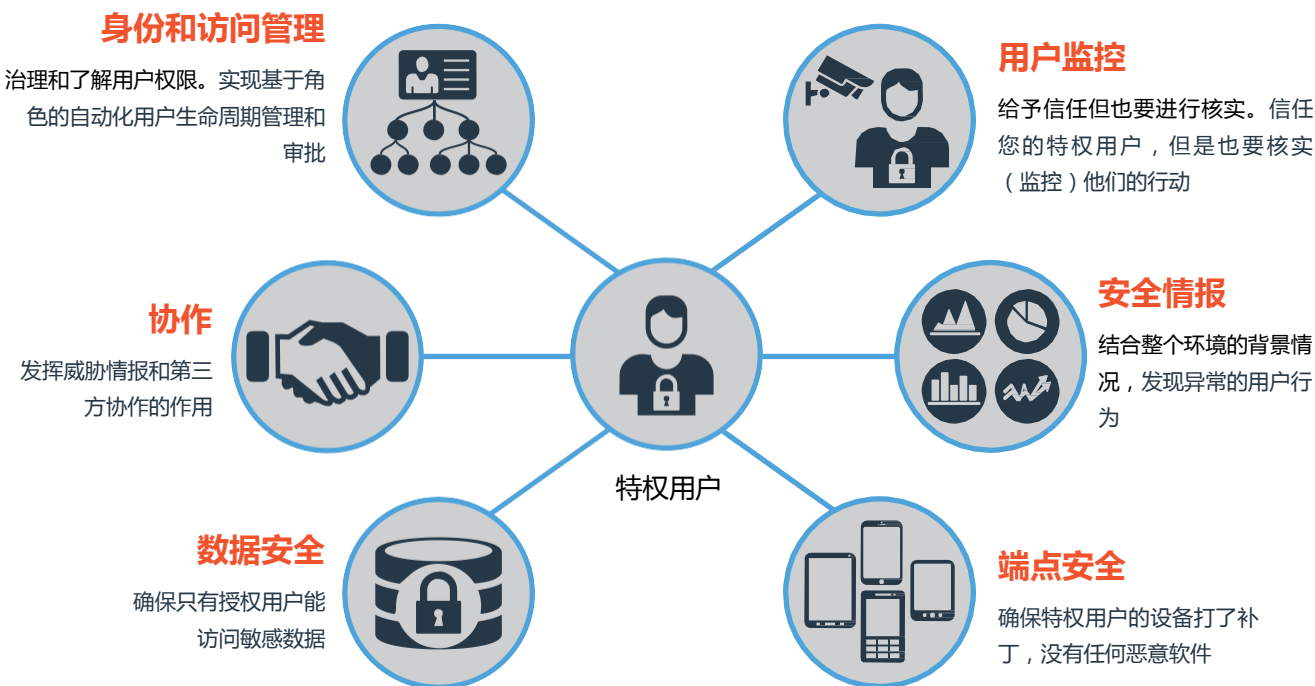 身份和访问管理
治理和了解用户权限。实现基于角
色的自动化用户生命周期管理和
审批
用户监控
给予信任但也要进行核实。信任
您的特权用户，但是也要核实
（监控）他们的行动
协作
发挥威胁情报和第三
方协作的作用
安全情报
结合整个环境的背景情
况，发现异常的用户行
为
特权用户
数据安全
确保只有授权用户能
访问敏感数据
端点安全
确保特权用户的设备打了补
丁，没有任何恶意软件